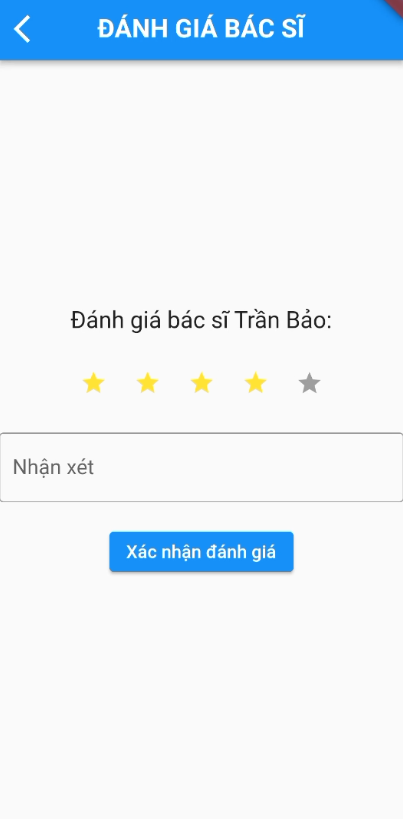 ĐÁNH GIÁ BÁC SĨ
Đánh giá bác sĩ Trần Bảo:
Nhận xét
Xác nhận đánh giá